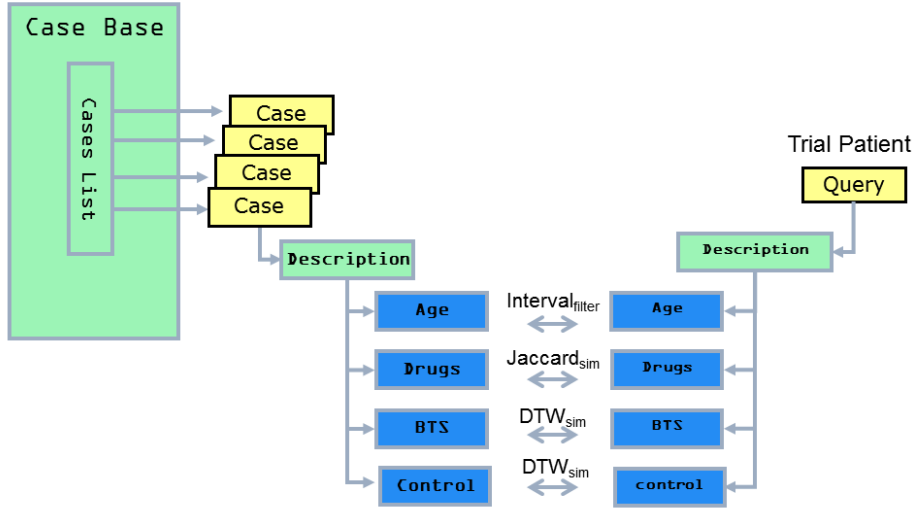 Case Base
Cases List
Case
Case
Case
Case
Trial Patient
Query
Description
Description
Age
Interval_filter
Age
Drugs
Jaccard_sim
Drugs
BTS
DTW_sim
BTS
Control
DTW_sim
control